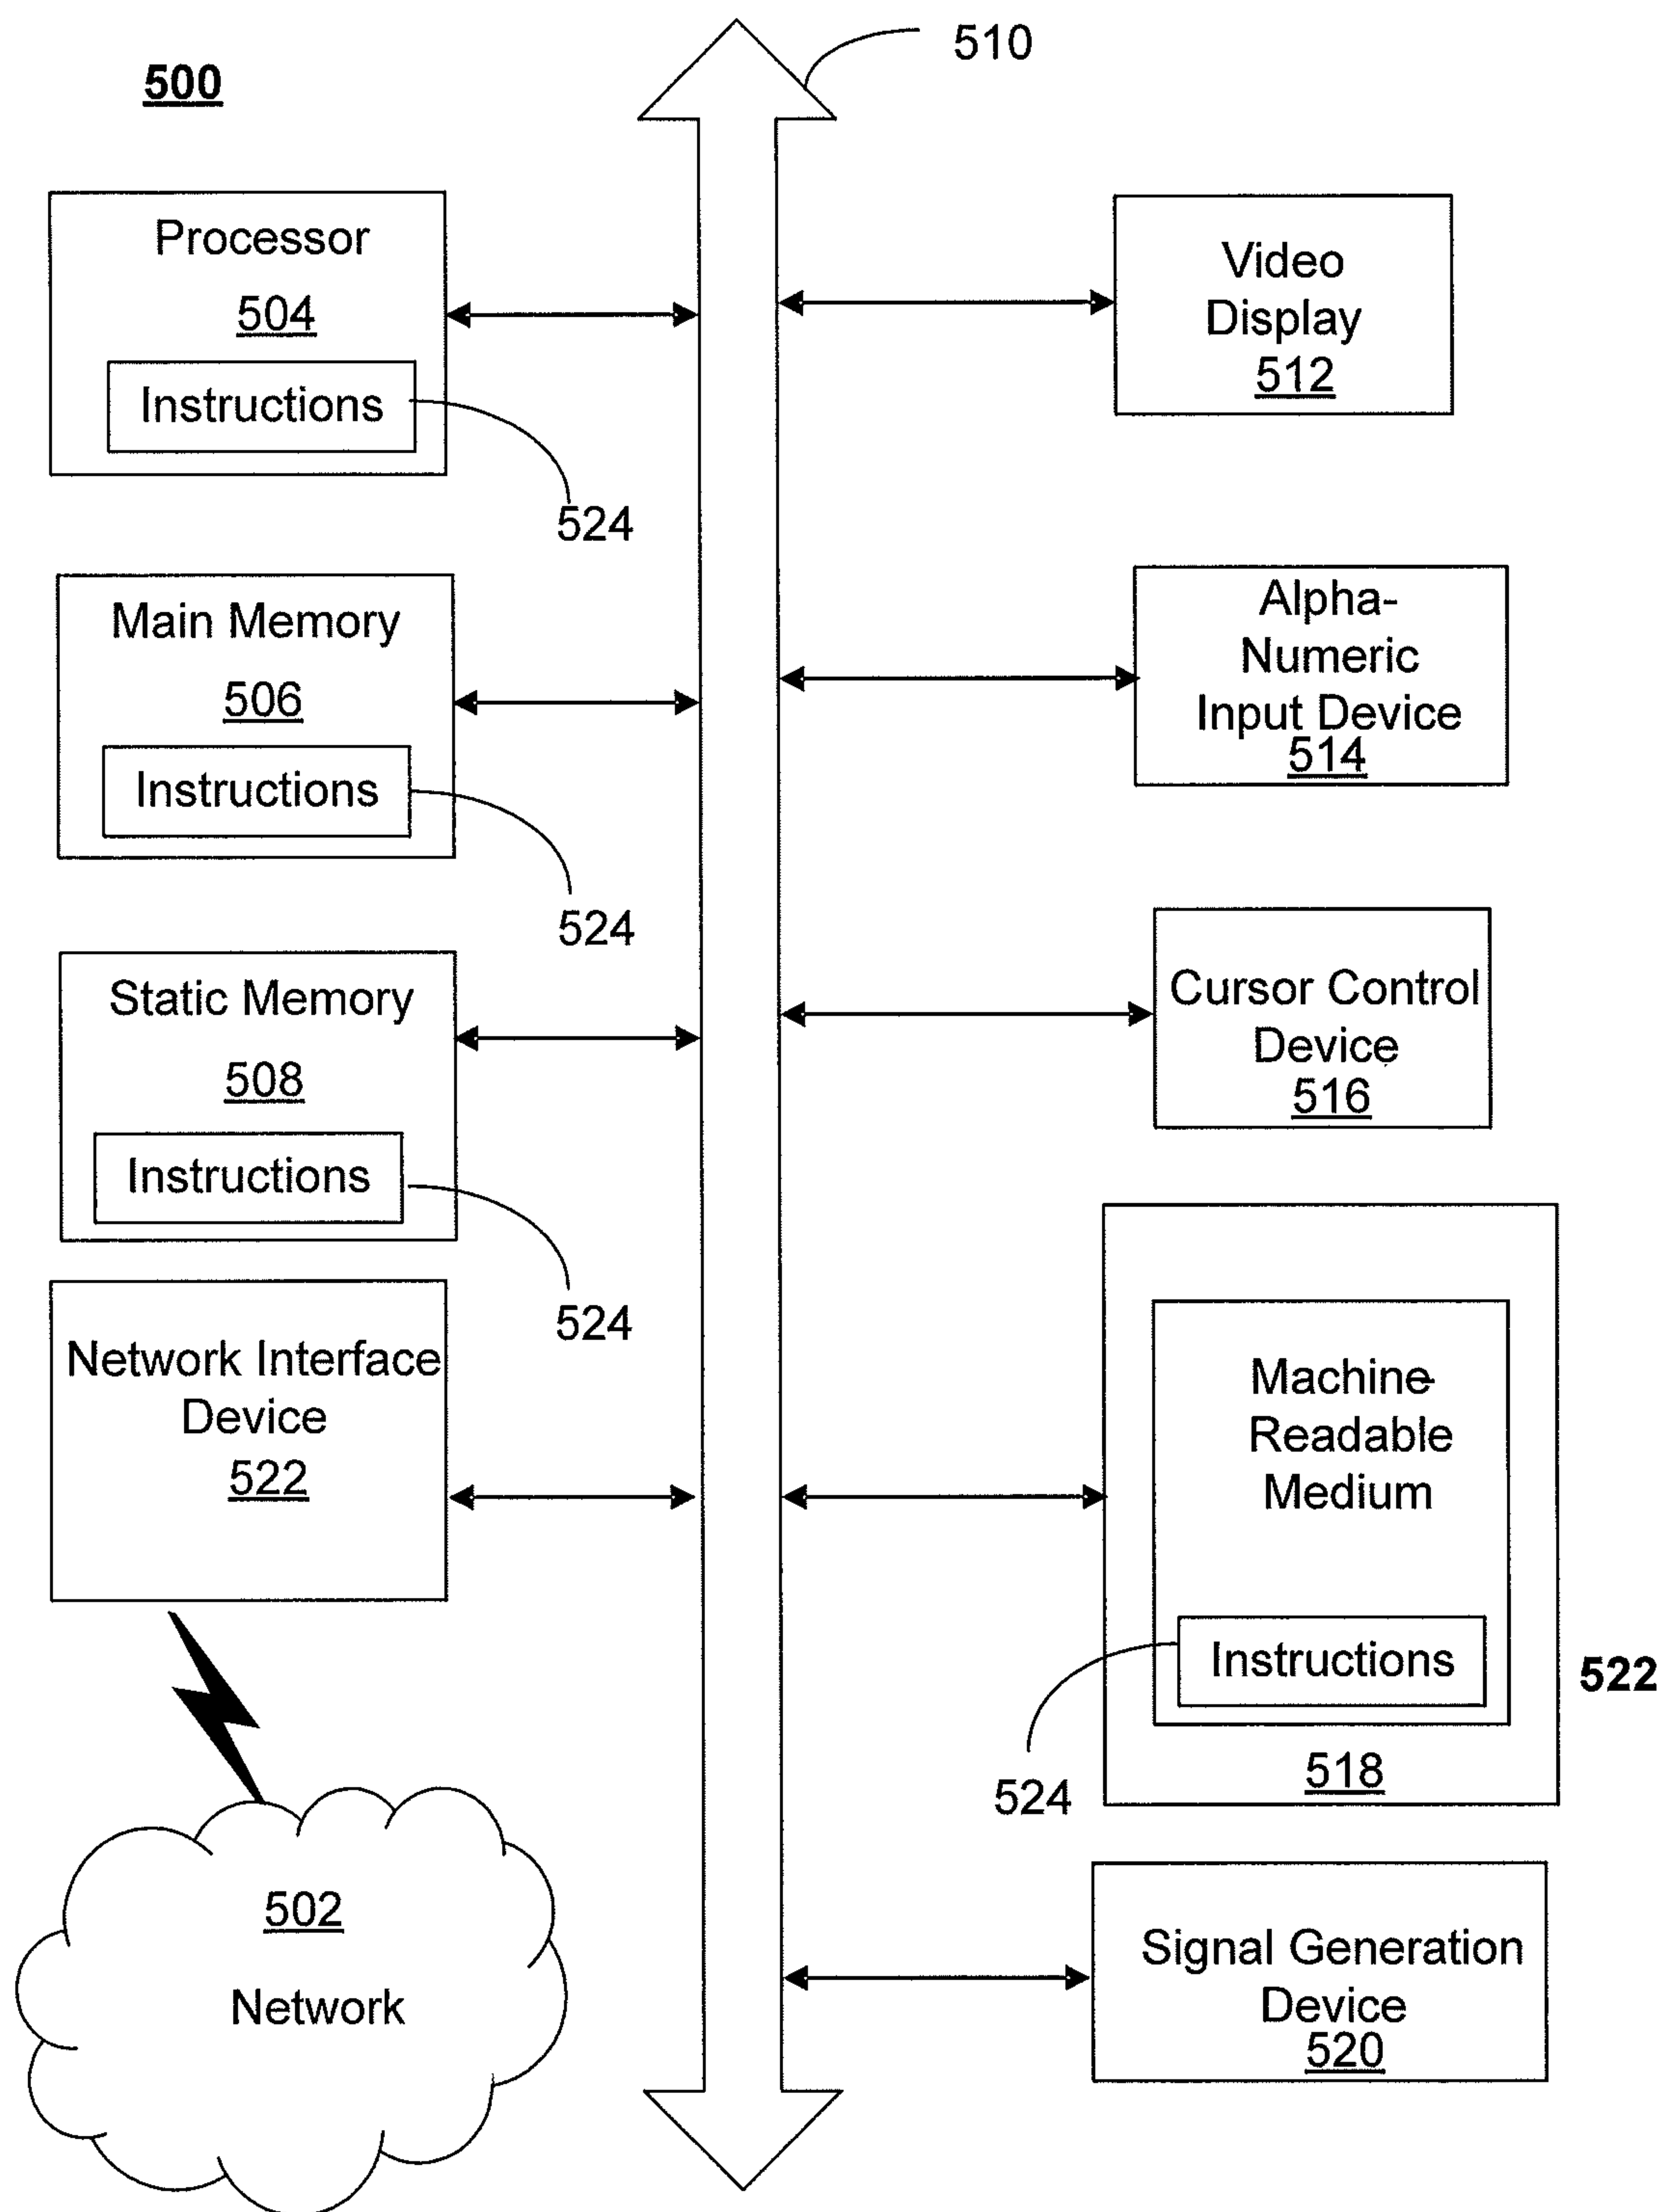 510
500
Processor
504
Instructions
524
Main Memory
506
Instructions
524
Static Memory
508
Instructions
524
Network Interface
Device
522
502
Network
Video
Display
512
Alpha-
Numeric
Input Device
514
Cursor Control
Device
516
Machine-
Readable
Medium
Instructions
522
524
518
Signal Generation
Device
520